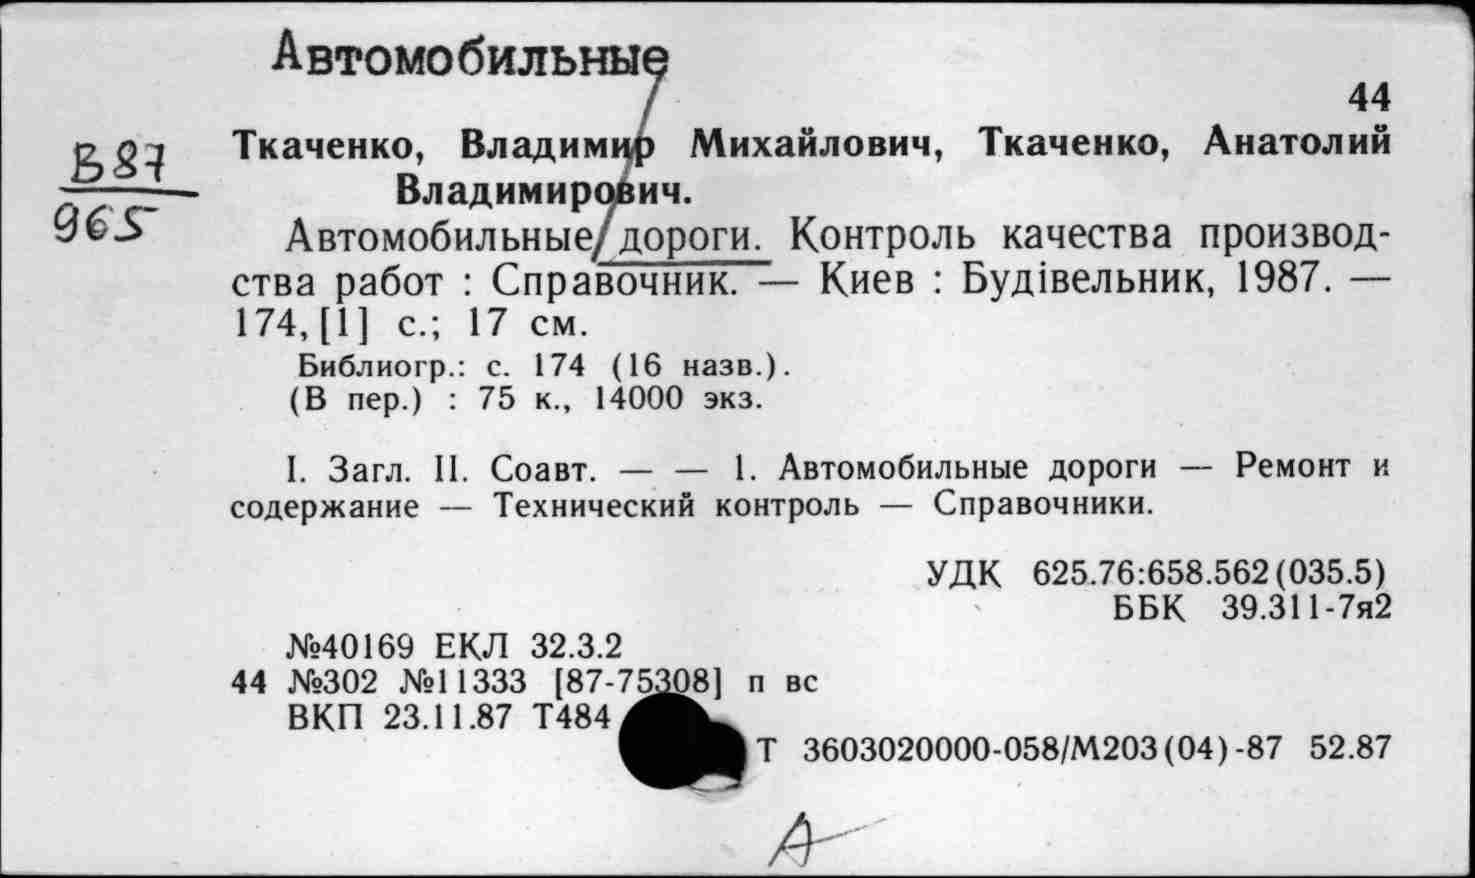 Автомобильные
44
В87
965
Ткаченко, Владимир Михайлович, Ткаченко, Анатолий
Владимирович.
Автомобильные дороги. Контроль качества производ-
ства работ : Справочник. — Киев : Будівельник, 1987. —
174, [1] с.; 17 см.
Библиогр.: с. 174 (16 назв.).
(В пер.) : 75 к., 14000 экз.
I. Загл. II. Соавт. — — 1. Автомобильные дороги — Ремонт и
содержание — Технический контроль — Справочники.
УДК 625.76:658.562(035.5)
ББК 39.311-7я2
№40169 ЕКЛ 32.3.2
44 №302 №11333 [87-75308] п вс
ВКП 23.11.87 Т484
Т 3603020000-058/М203(04)-87 52.87
А